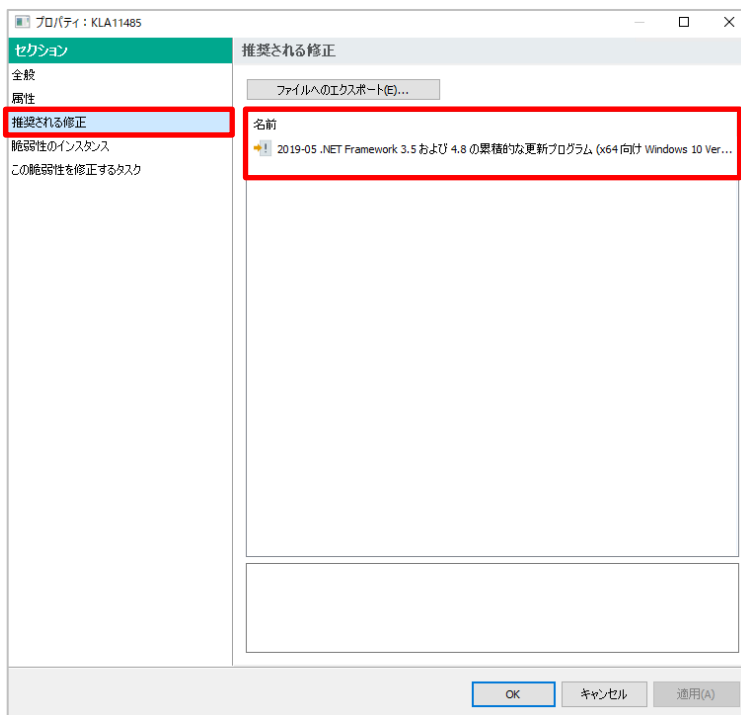 プロパティ：KLA11485
セクション
全般
属性
推奨される修正
脆弱性のインスタンス
この脆弱性を修正するタスク
推奨される修正
ファイルへのエクスポート(E)...
名前
2019-05 .NET Framework 3.5 および 4.8 の累積的な更新プログラム (x64 向け Windows 10 Ver...
OK
キャンセル
適用(A)